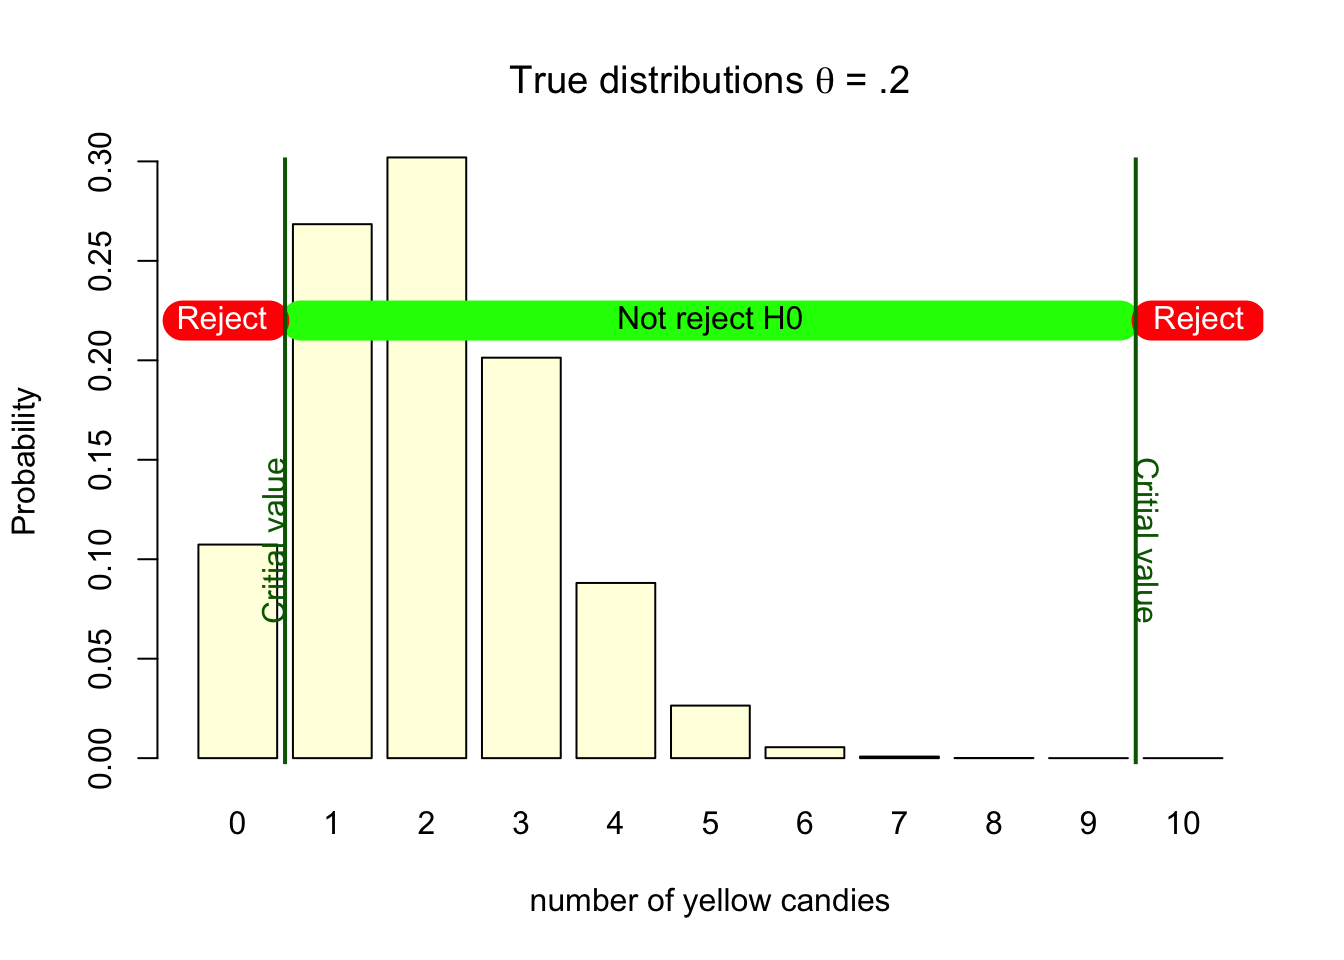 True distributions θ = .2
Probability
0.30
0.25
0.20
0.15
0.10
0.05
0.00
Reject
Not reject H0
Reject
Critial value
Critial value
0 1 2 3 4 5 6 7 8 9 10
number of yellow candies